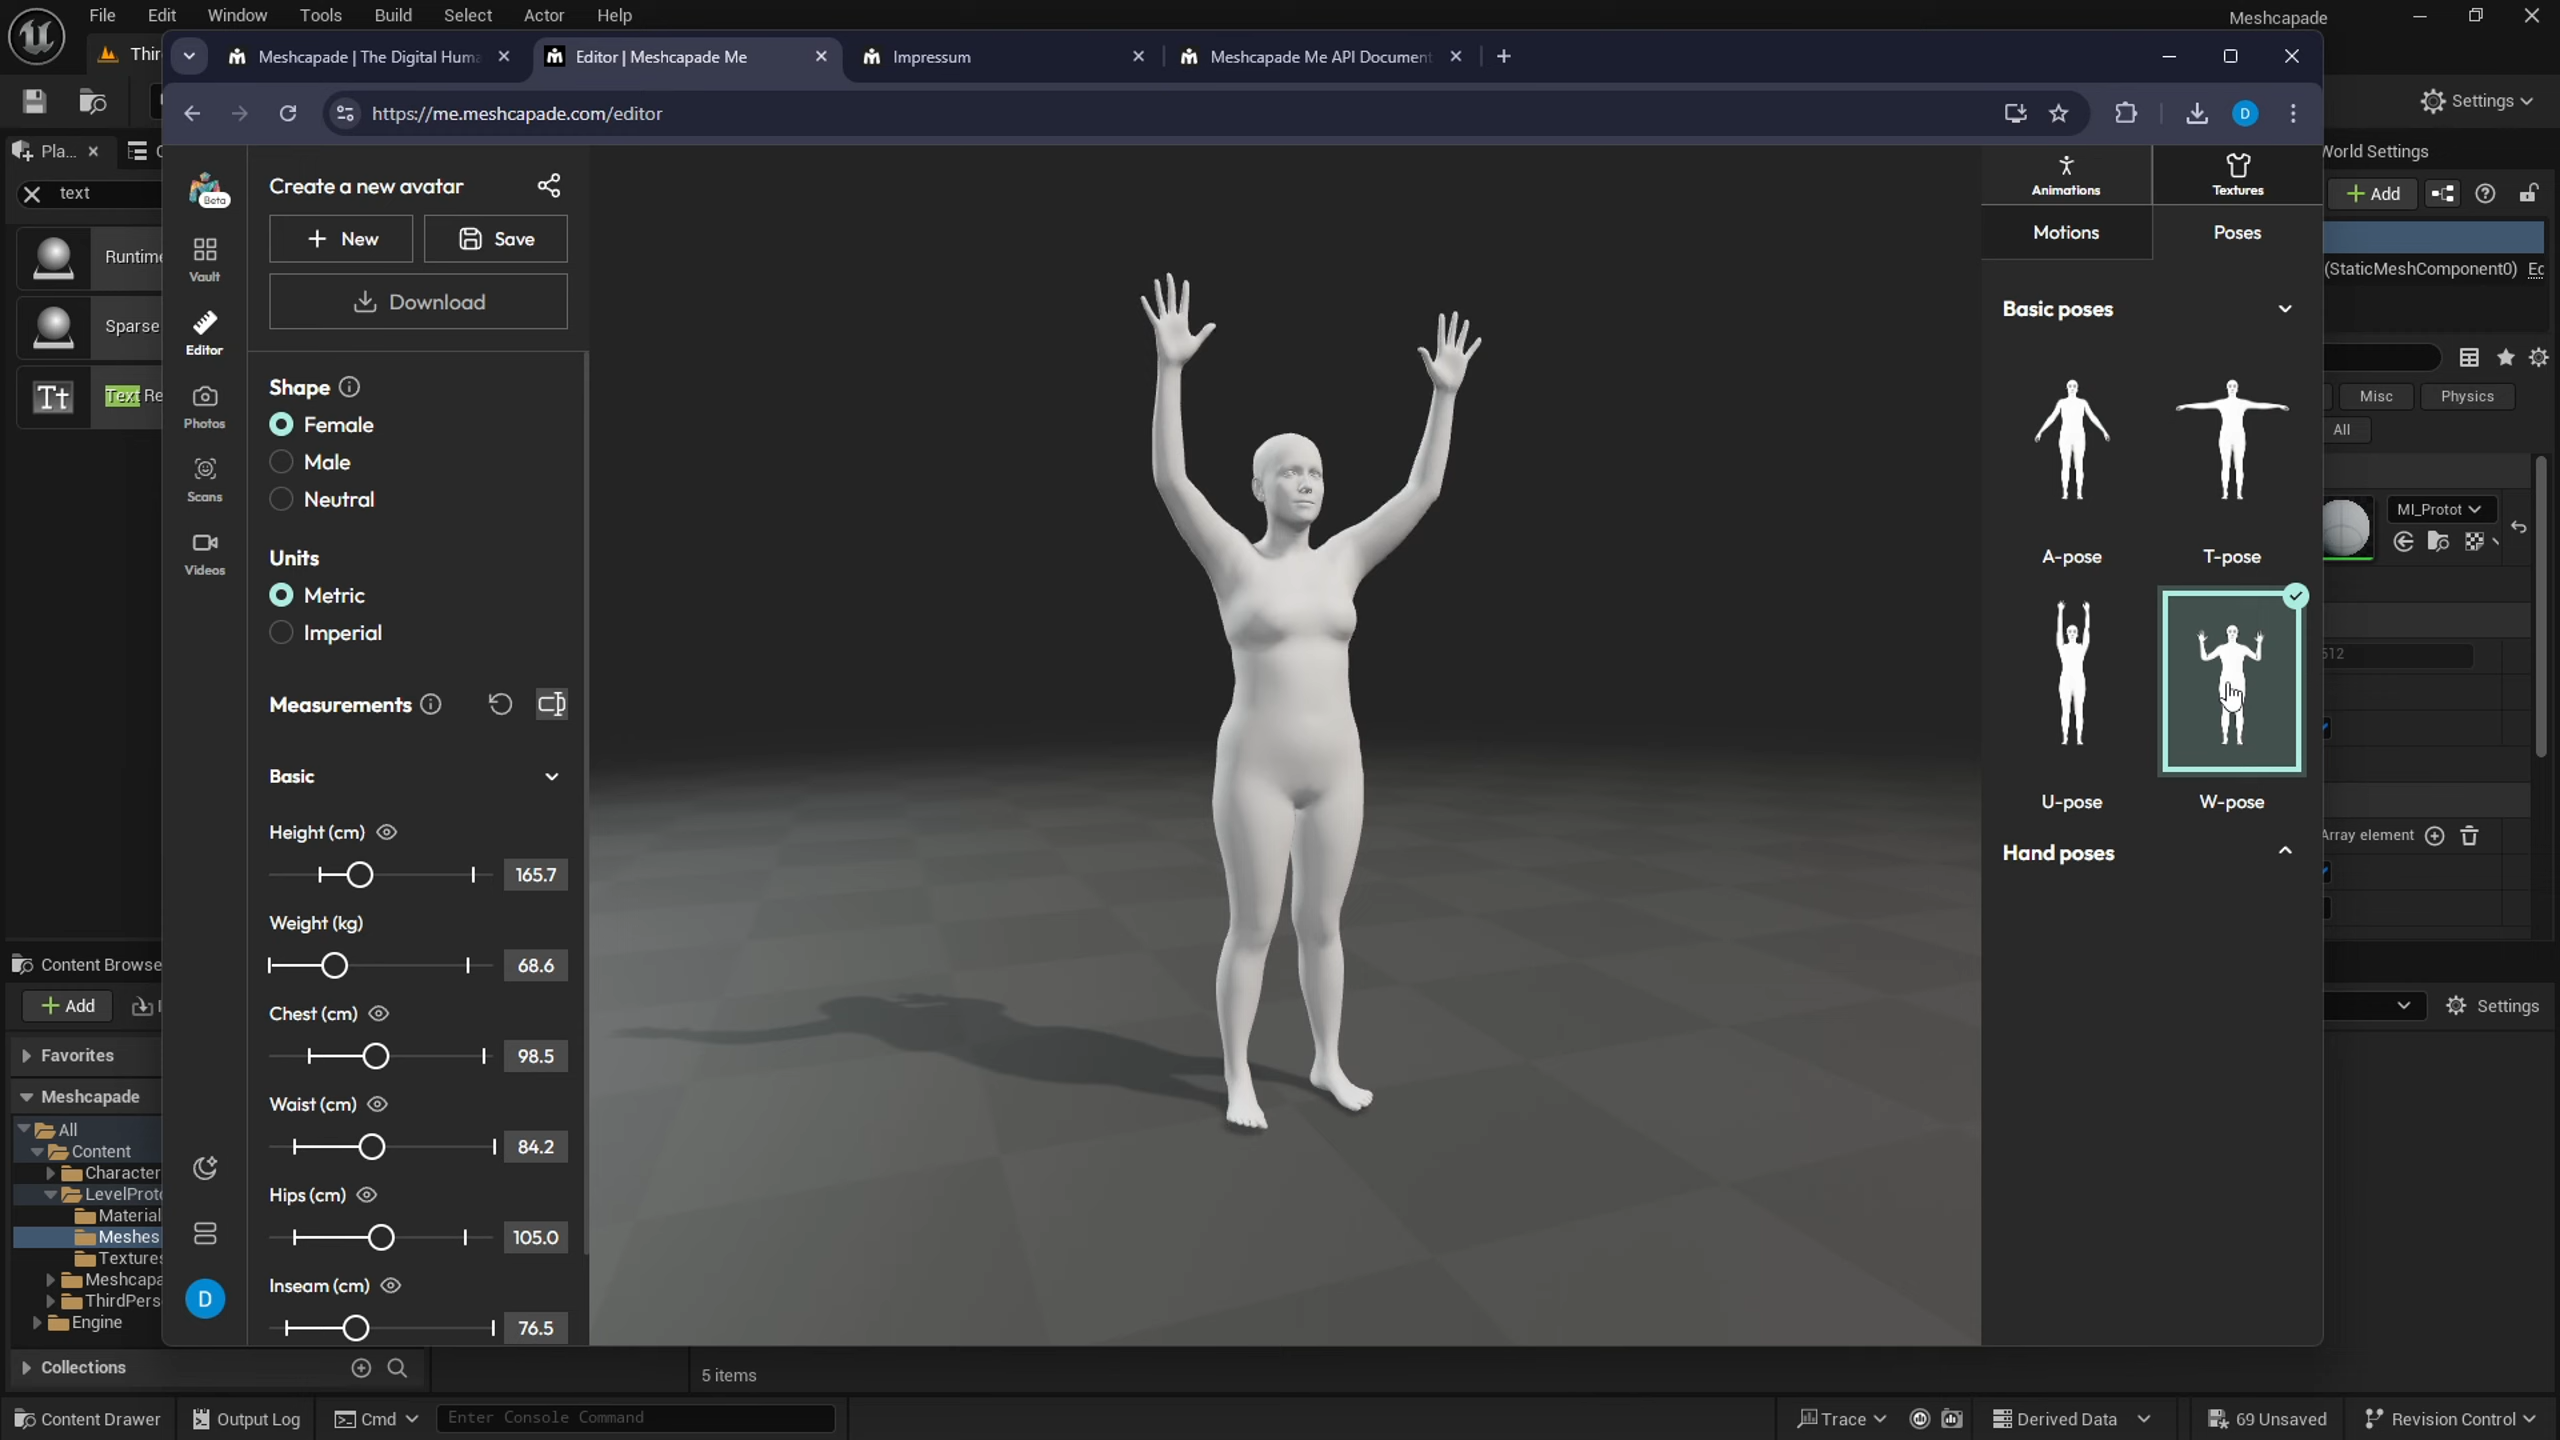 File Edit Window Tools Build Select Actor Help
Meshcapade
Meshcapade | The Digital Huma
Editor | Meshcapade Me
Impressum
Meshcapade Me API Document
https://me.meshcapade.com/editor
D
Settings
Pla...
text
Runtime
Sparse
Text Re
Tt
World Settings
Add
(StaticMeshComponent0)
Misc
Physics
All
MI_Protot
512
Array element
Beta
Vault
Editor
Photos
Scans
Videos
D
Create a new avatar
New
Save
Download
Shape
Female
Male
Neutral
Units
Metric
Imperial
Measurements
Basic
Height (cm)
165.7
Weight (kg)
68.6
Chest (cm)
98.5
Waist (cm)
84.2
Hips (cm)
105.0
Inseam (cm)
76.5
Animations
Textures
Motions
Poses
Basic poses
A-pose
T-pose
U-pose
W-pose
Hand poses
Content Browse
Add
Settings
Favorites
Meshcapade
All
Content
Character
LevelProto
Material
Meshes
Textures
Meshcapa
ThirdPers
Engine
Collections
5 items
Content Drawer
Output Log
Cmd
Enter Console Command
Trace
Derived Data
69 Unsaved
Revision Control